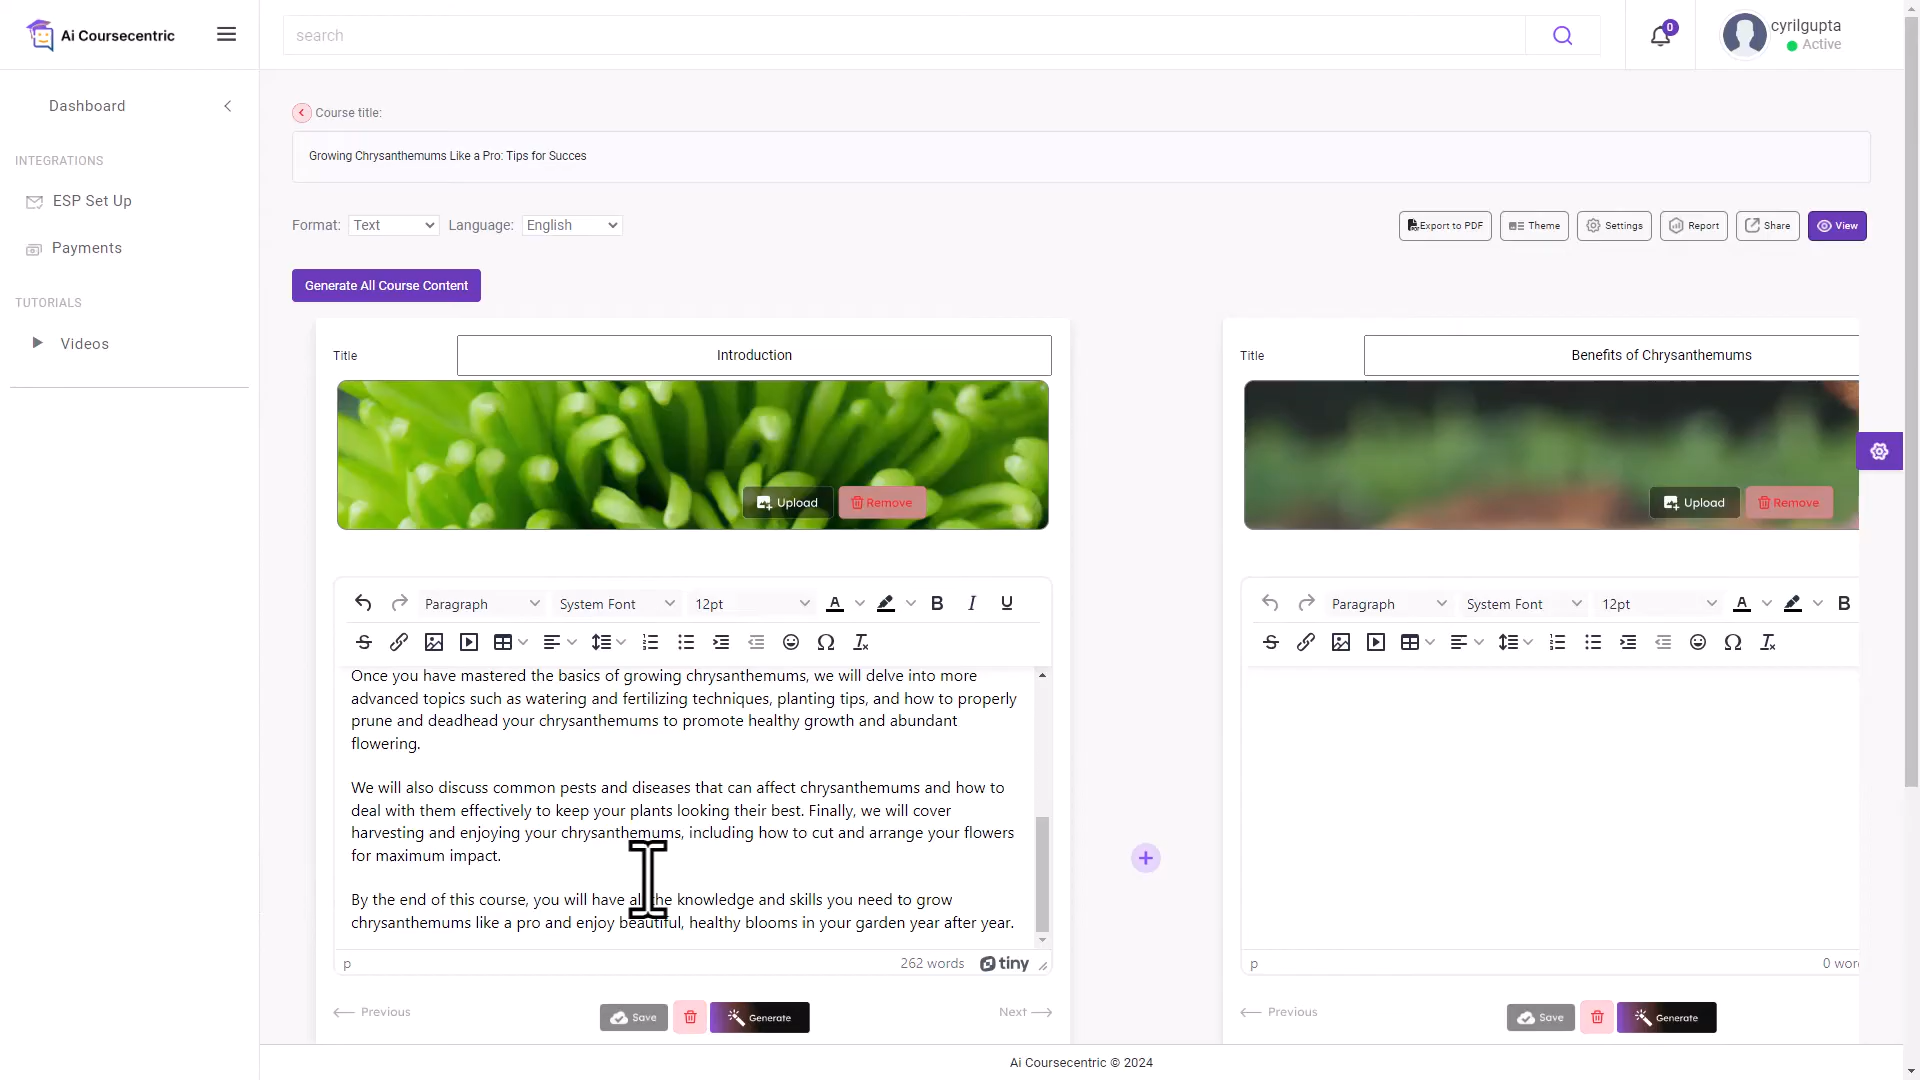 Ai Coursecentric
search
0
cyrilgupta
Active
Dashboard
INTEGRATIONS
ESP Set Up
Payments
TUTORIALS
Videos
Course title:
Growing Chrysanthemums Like a Pro: Tips for Succes
Format: Text Language: English
Export to PDF Theme Settings Report Share View
Generate All Course Content
Title Introduction
Upload Remove
Paragraph System Font 12pt
Once you have mastered the basics of growing chrysanthemums, we will delve into more
advanced topics such as watering and fertilizing techniques, planting tips, and how to properly
prune and deadhead your chrysanthemums to promote healthy growth and abundant
flowering.
We will also discuss common pests and diseases that can affect chrysanthemums and how to
deal with them effectively to keep your plants looking their best. Finally, we will cover
harvesting and enjoying your chrysanthemums, including how to cut and arrange your flowers
for maximum impact.
By the end of this course, you will have all the knowledge and skills you need to grow
chrysanthemums like a pro and enjoy beautiful, healthy blooms in your garden year after year.
p 262 words tiny
Previous Save Generate Next
Title Benefits of Chrysanthemums
Upload Remove
Paragraph System Font 12pt
p 0 wor
Previous Save Generate
Ai Coursecentric © 2024